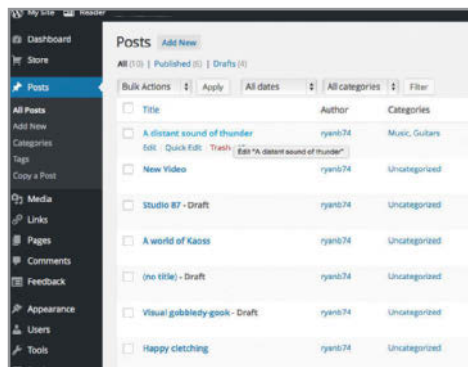 My Site Reader
Dashboard
Store
Posts
All Posts
Add New
Categories
Tags
Copy a Post
Media
Links
Pages
Comments
Feedback
Appearance
Users
Tools
Posts Add New
All (10) | Published (6) | Drafts (4)
Bulk Actions Apply All dates All categories Filter
Title Author Categories
A distant sound of thunder ryanb74 Music, Guitars
Edit | Quick Edit | Trash
Edit "A distant sound of thunder"
New Video ryanb74 Uncategorized
Studio 87 - Draft ryanb74 Uncategorized
A world of Kaoss ryanb74 Uncategorized
(no title) - Draft ryanb74 Uncategorized
Visual gobbledy-gook - Draft ryanb74 Uncategorized
Happy cletching ryanb74 Uncategorized